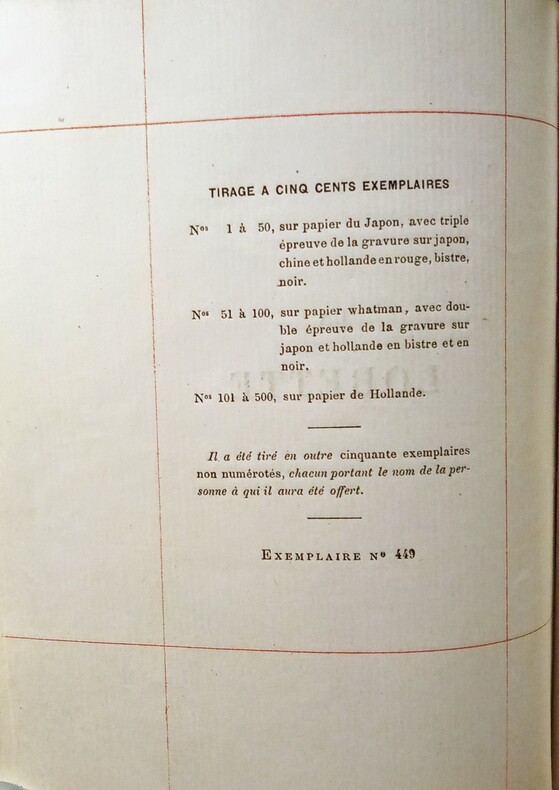 TIRAGE A CINQ CENTS EXEMPLAIRES
Nos 1 à 50, sur papier du Japon, avec triple
épreuve de la gravure sur japon,
chine et hollande en rouge, bistre,
noir.
Nos 51 à 100, sur papier whatman, avec dou-
ble épreuve de la gravure sur
japon et hollande en bistre et en
noir.
Nos 101 à 500, sur papier de Hollande.
Il a été tiré en outre cinquante exemplaires
non numérotés, chacun portant le nom de la per-
sonne à qui il aura été offert.
EXEMPLAIRE No 449